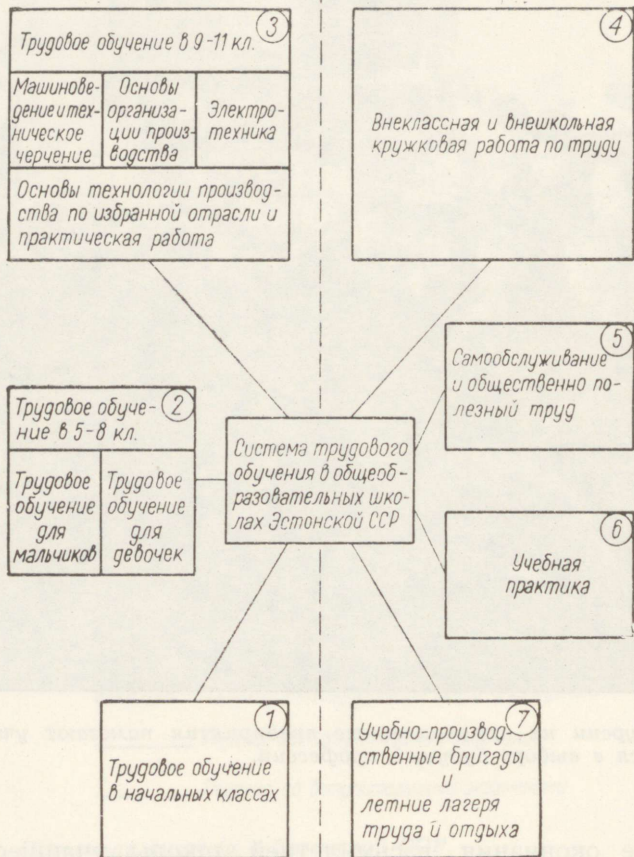 3
Трудовое обучение в 9-11 кл.
Машинове-
дение и тех-
ническое
черчение
Основы
организа-
ции произ-
водства
Электро-
техника
Основы технологии производ-
ства по избранной отрасли и
практическая работа
4
Внеклассная и внешкольная
кружковая работа по труду
5
Самообслуживание
и общественно по-
лезный труд
2
Трудовое обуче-
ние в 5-8 кл.
Трудовое
обучение
для
мальчиков
Трудовое
обучение
для
девочек
Система трудового
обучения в общеоб-
разовательных шко-
лах Эстонской ССР
6
Учебная
практика
1
Трудовое обучение
в начальных классах
7
Учебно-производ-
ственные бригады
и
летние лагеря
труда и отдыха